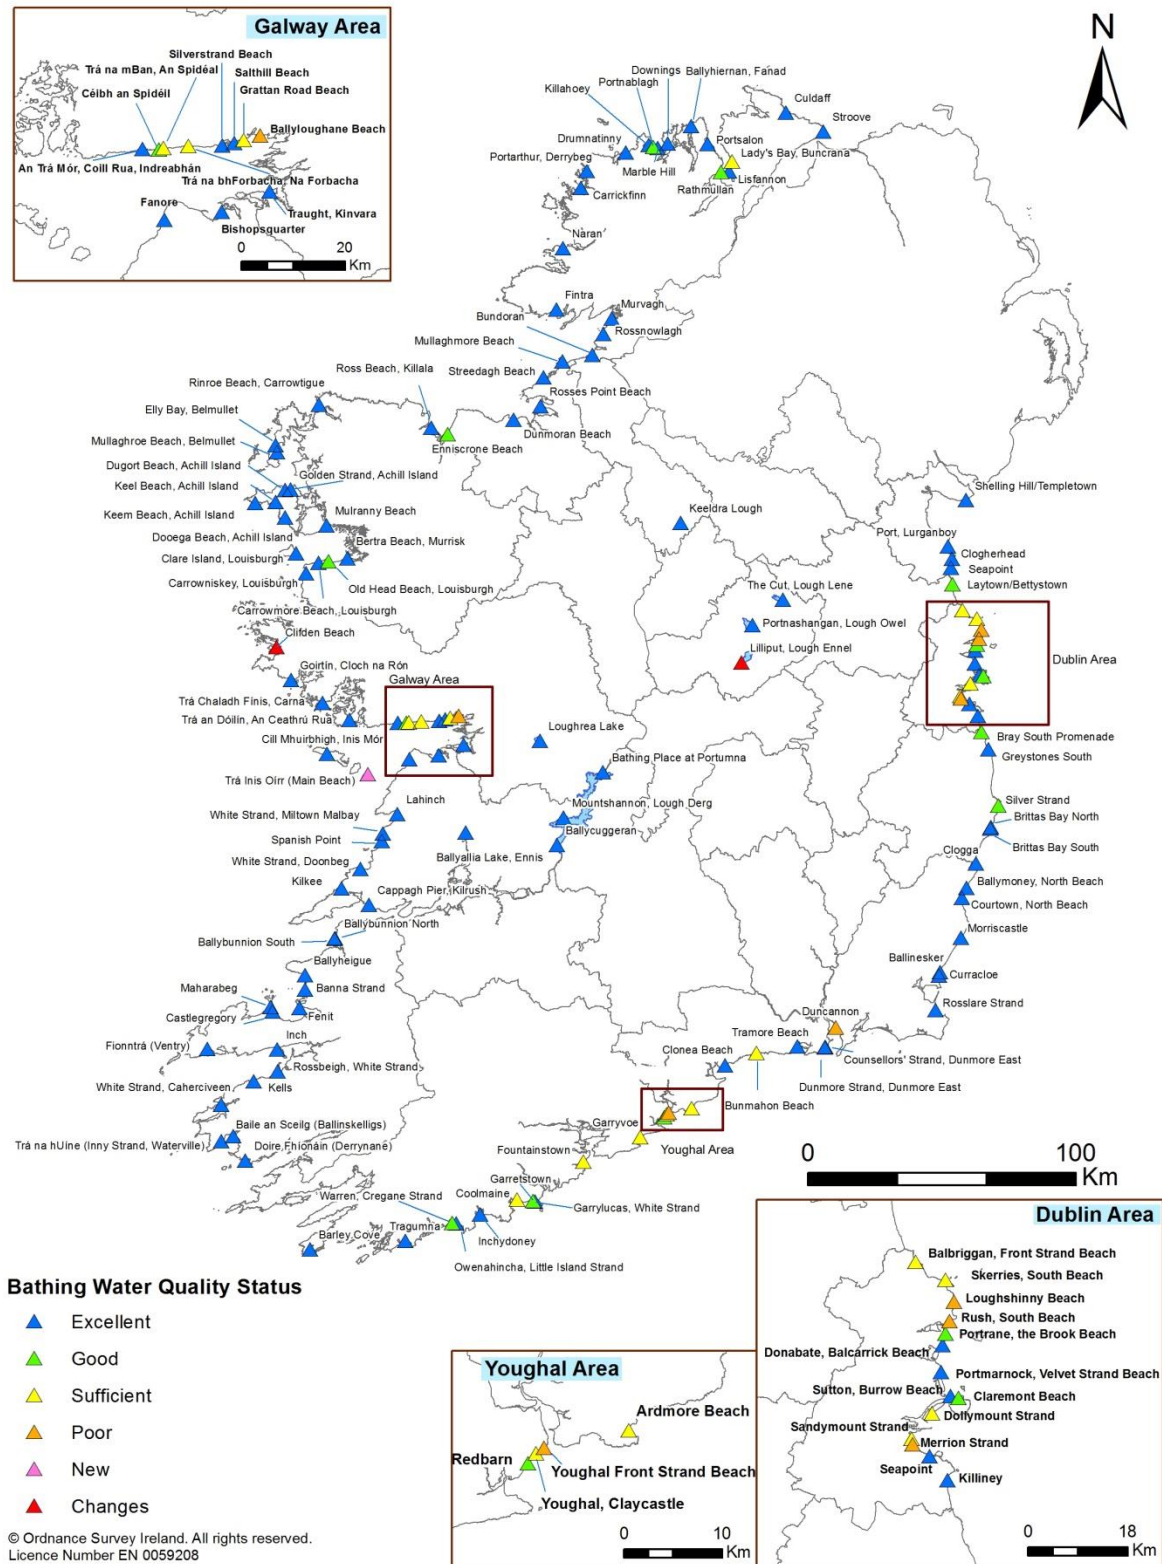 Galway Area
Silverstrand Beach
Trá na mBan, An Spidéal
Salthill Beach
Céibh an Spidéil
Grattan Road Beach
Ballyloughane Beach
An Trá Mór, Coill Rua, Indreabhán
Trá na bhForbacha, Na Forbacha
Fanore
Traught, Kinvara
Bishopsquarter
0 20
Km
N
Downings
Ballyhiernan, Fanad
Portnablagh
Killahoey
Culdaff
Stroove
Drumnatinny
Portsalon
Lady's Bay, Buncrana
Portarthur, Derrybeg
Marble Hill
Lisfannon
Rathmullan
Carrickfinn
Naran
Fintra
Murvagh
Bundoran
Rossnowlagh
Mullaghmore Beach
Ross Beach, Killala
Streedagh Beach
Rinroe Beach, Carrowtigue
Rosses Point Beach
Elly Bay, Belmullet
Dunmoran Beach
Mullaghroe Beach, Belmullet
Enniscrone Beach
Dugort Beach, Achill Island
Golden Strand, Achill Island
Keel Beach, Achill Island
Keem Beach, Achill Island
Mulranny Beach
Dooega Beach, Achill Island
Bertra Beach, Murrisk
Clare Island, Louisburgh
Carrowniskey, Louisburgh
Old Head Beach, Louisburgh
Carrowmore Beach, Louisburgh
Clifden Beach
Shelling Hill/Templetown
Keeldra Lough
Port, Lurganboy
Clogherhead
Seapoint
Laytown/Bettystown
The Cut, Lough Lene
Portnashangan, Lough Owel
Lilliput, Lough Ennel
Dublin Area
Goirtín, Cloch na Rón
Galway Area
Trá Chaladh Fínis, Carna
Trá an Dóilín, An Ceathrú Rua
Cill Mhuirbhigh, Inis Mór
Loughrea Lake
Bray South Promenade
Greystones South
Trá Inis Oírr (Main Beach)
Bathing Place at Portumna
Lahinch
Mountshannon, Lough Derg
Silver Strand
White Strand, Miltown Malbay
Brittas Bay North
Spanish Point
Ballycuggeran
Brittas Bay South
White Strand, Doonbeg
Ballyallia Lake, Ennis
Clogga
Kilkee
Cappagh Pier, Kilrush
Ballymoney, North Beach
Courtown, North Beach
Ballybunnion North
Ballybunnion South
Morriscastle
Ballyheigue
Ballinesker
Maharabeg
Banna Strand
Curracloe
Castlegregory
Fenit
Rosslare Strand
Duncannon
Fionntrá (Ventry)
Inch
Tramore Beach
Clonea Beach
Counsellors' Strand, Dunmore East
Rossbeigh, White Strand
White Strand, Caherciveen
Kells
Dunmore Strand, Dunmore East
Bunmahon Beach
Baile an Sceilg (Ballinskelligs)
Garryvoe
Trá na hUíne (Inny Strand, Waterville)
Doire Fhíonáin (Derrynane)
Fountainstown
Youghal Area
Garretstown
Warren, Cregane Strand
Coolmaine
Garrylucas, White Strand
Tragumna
Inchydoney
Barley Cove
Owenahincha, Little Island Strand
0 100
Km
Bathing Water Quality Status
Excellent
Good
Sufficient
Poor
New
Changes
© Ordnance Survey Ireland. All rights reserved.
Licence Number EN 0059208
Youghal Area
Ardmore Beach
Redbarn
Youghal Front Strand Beach
Youghal, Claycastle
0 10
Km
Dublin Area
Balbriggan, Front Strand Beach
Skerries, South Beach
Loughshinny Beach
Rush, South Beach
Portrane, the Brook Beach
Donabate, Balcarrick Beach
Portmarnock, Velvet Strand Beach
Sutton, Burrow Beach
Claremont Beach
Dollymount Strand
Sandymount Strand
Merrion Strand
Seapoint
Killiney
0 18
Km